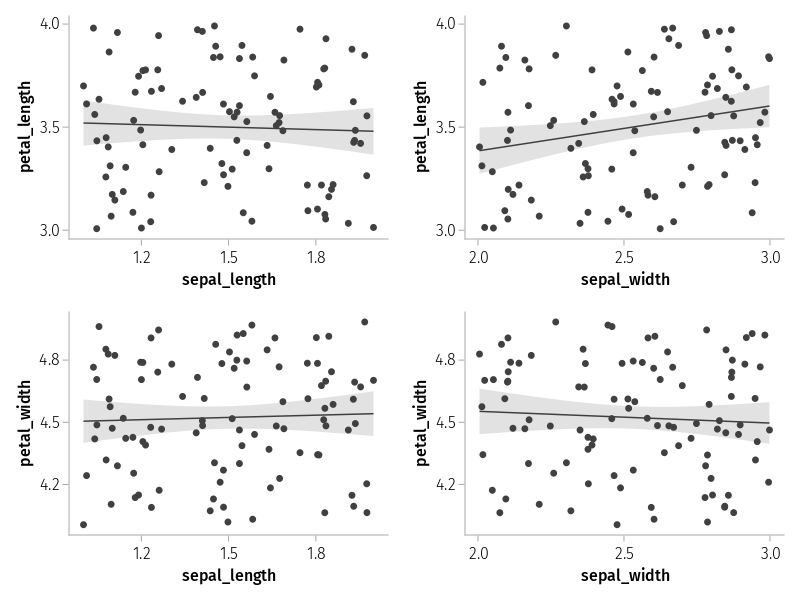 4.0
3.5
3.0
petal_length
1.2 1.5 1.8
sepal_length
4.0
3.5
3.0
petal_length
2.0 2.5 3.0
sepal_width
4.8
4.5
4.2
petal_width
1.2 1.5 1.8
sepal_length
4.8
4.5
4.2
petal_width
2.0 2.5 3.0
sepal_width